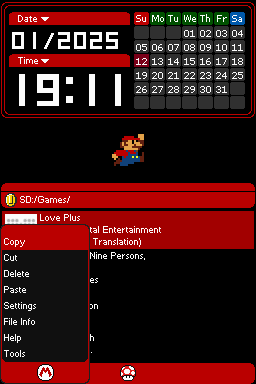 Date
01/2025
Su Mo Tu We Th Fr Sa
01 02 03 04
05 06 07 08 09 10 11
12 13 14 15 16 17 18
19 20 21 22 23 24 25
26 27 28 29 30 31
Time
19:11
SD:/Games/
Love Plus
tal Entertainment
Translation)
Nine Persons,
es
on
h
r
Copy
Cut
Delete
Paste
Settings
File Info
Help
Tools
M